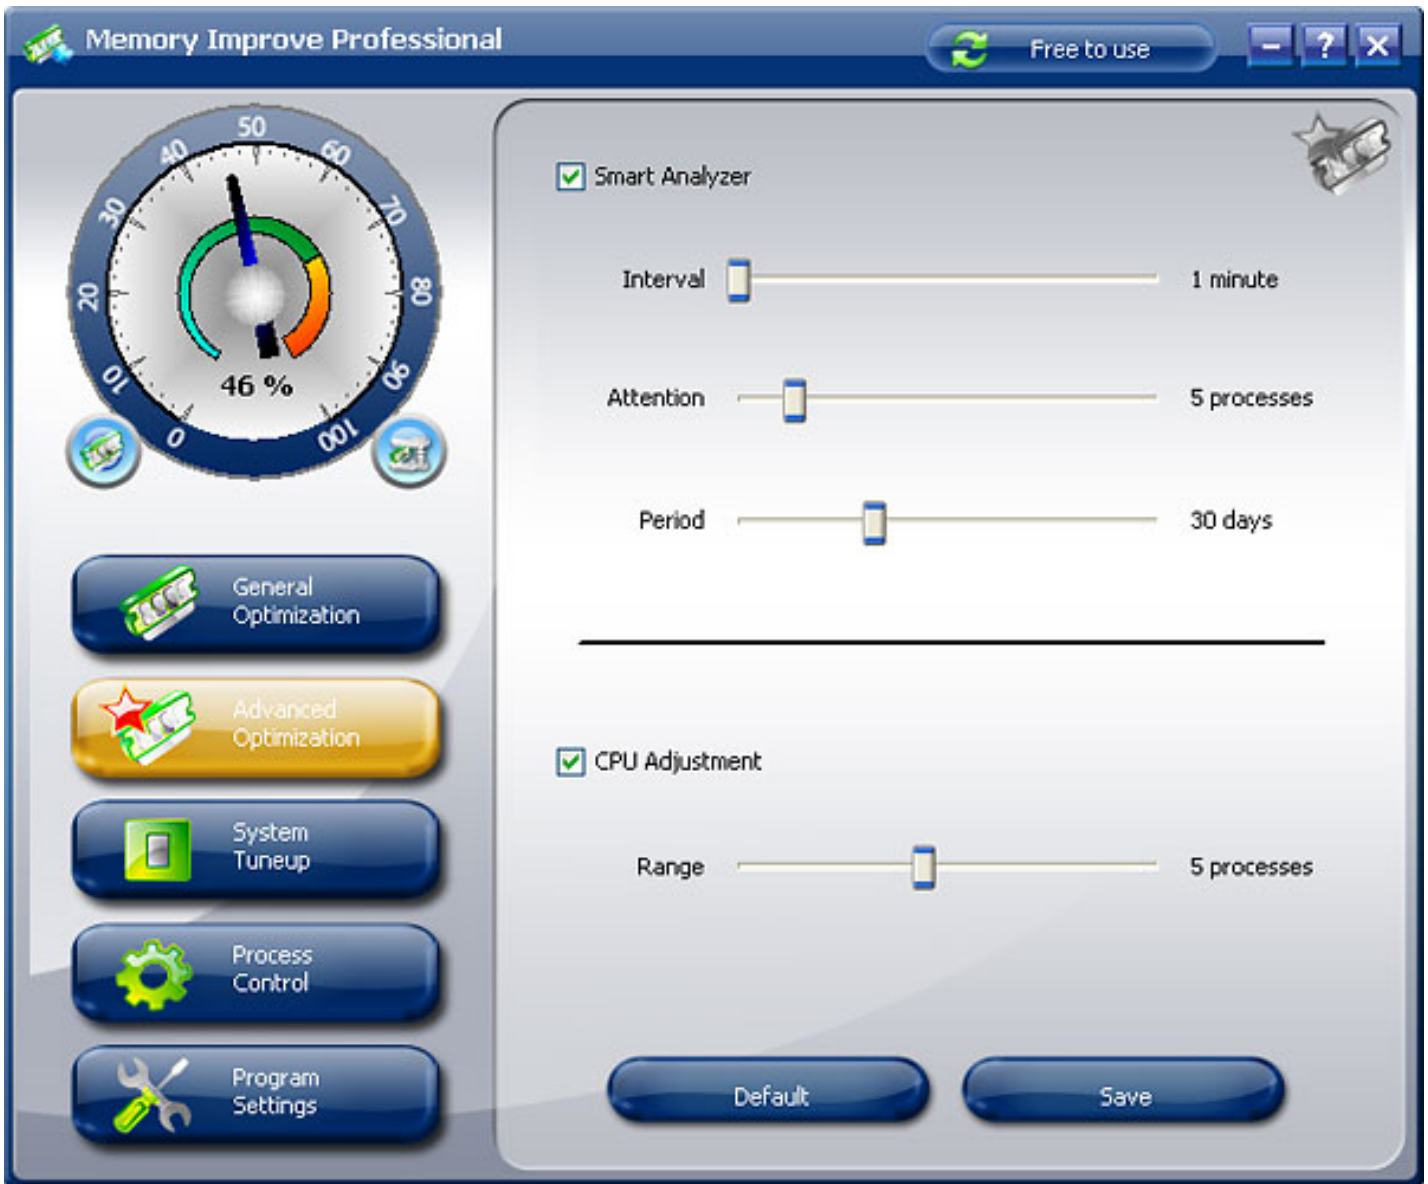 Memory Improve Professional
Free to use
?
0
10
20
30
40
50
60
70
80
90
100
46 %
General
Optimization
Advanced
Optimization
System
Tuneup
Process
Control
Program
Settings
Smart Analyzer
Interval 1 minute
Attention 5 processes
Period 30 days
CPU Adjustment
Range 5 processes
Default
Save